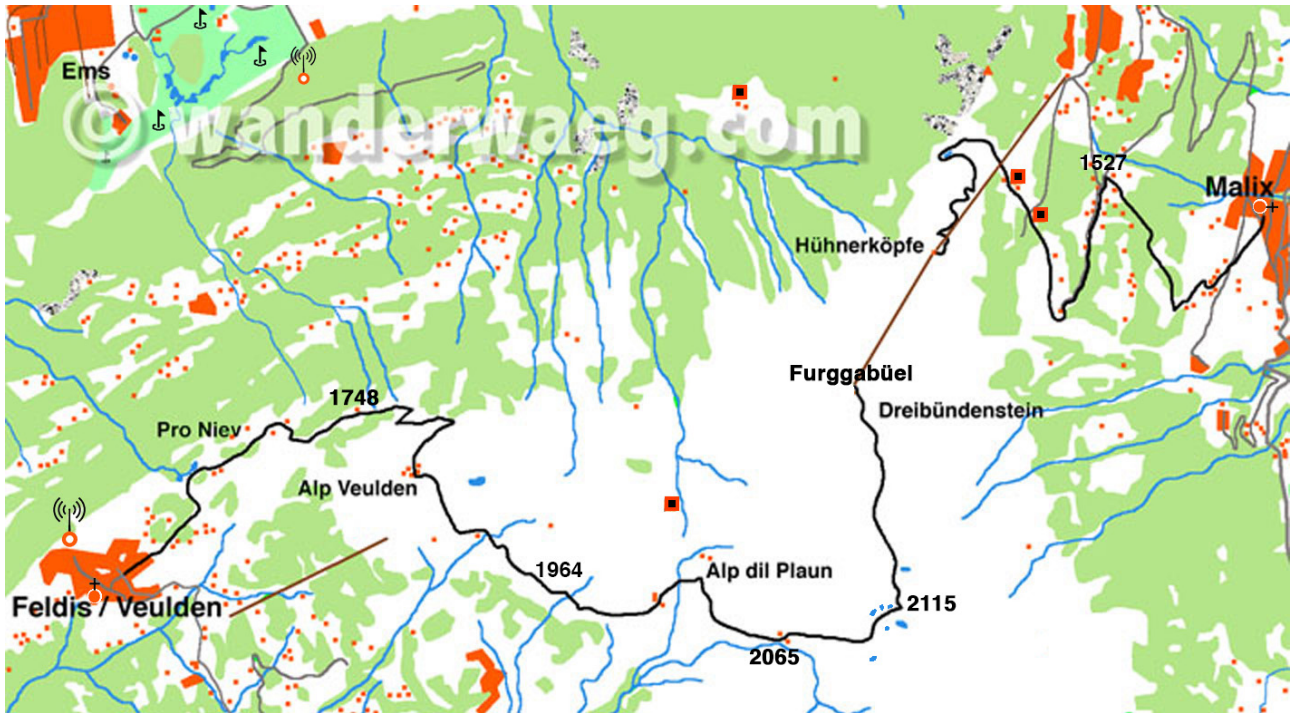 Ems
© wanderwaeg.com
1527
Malix
Hühnerköpfe
Furggabüel
Dreibündenstein
1748
Pro Niev
Alp Veulden
1964
Alp dil Plaun
Feldis / Veulden
2115
2065